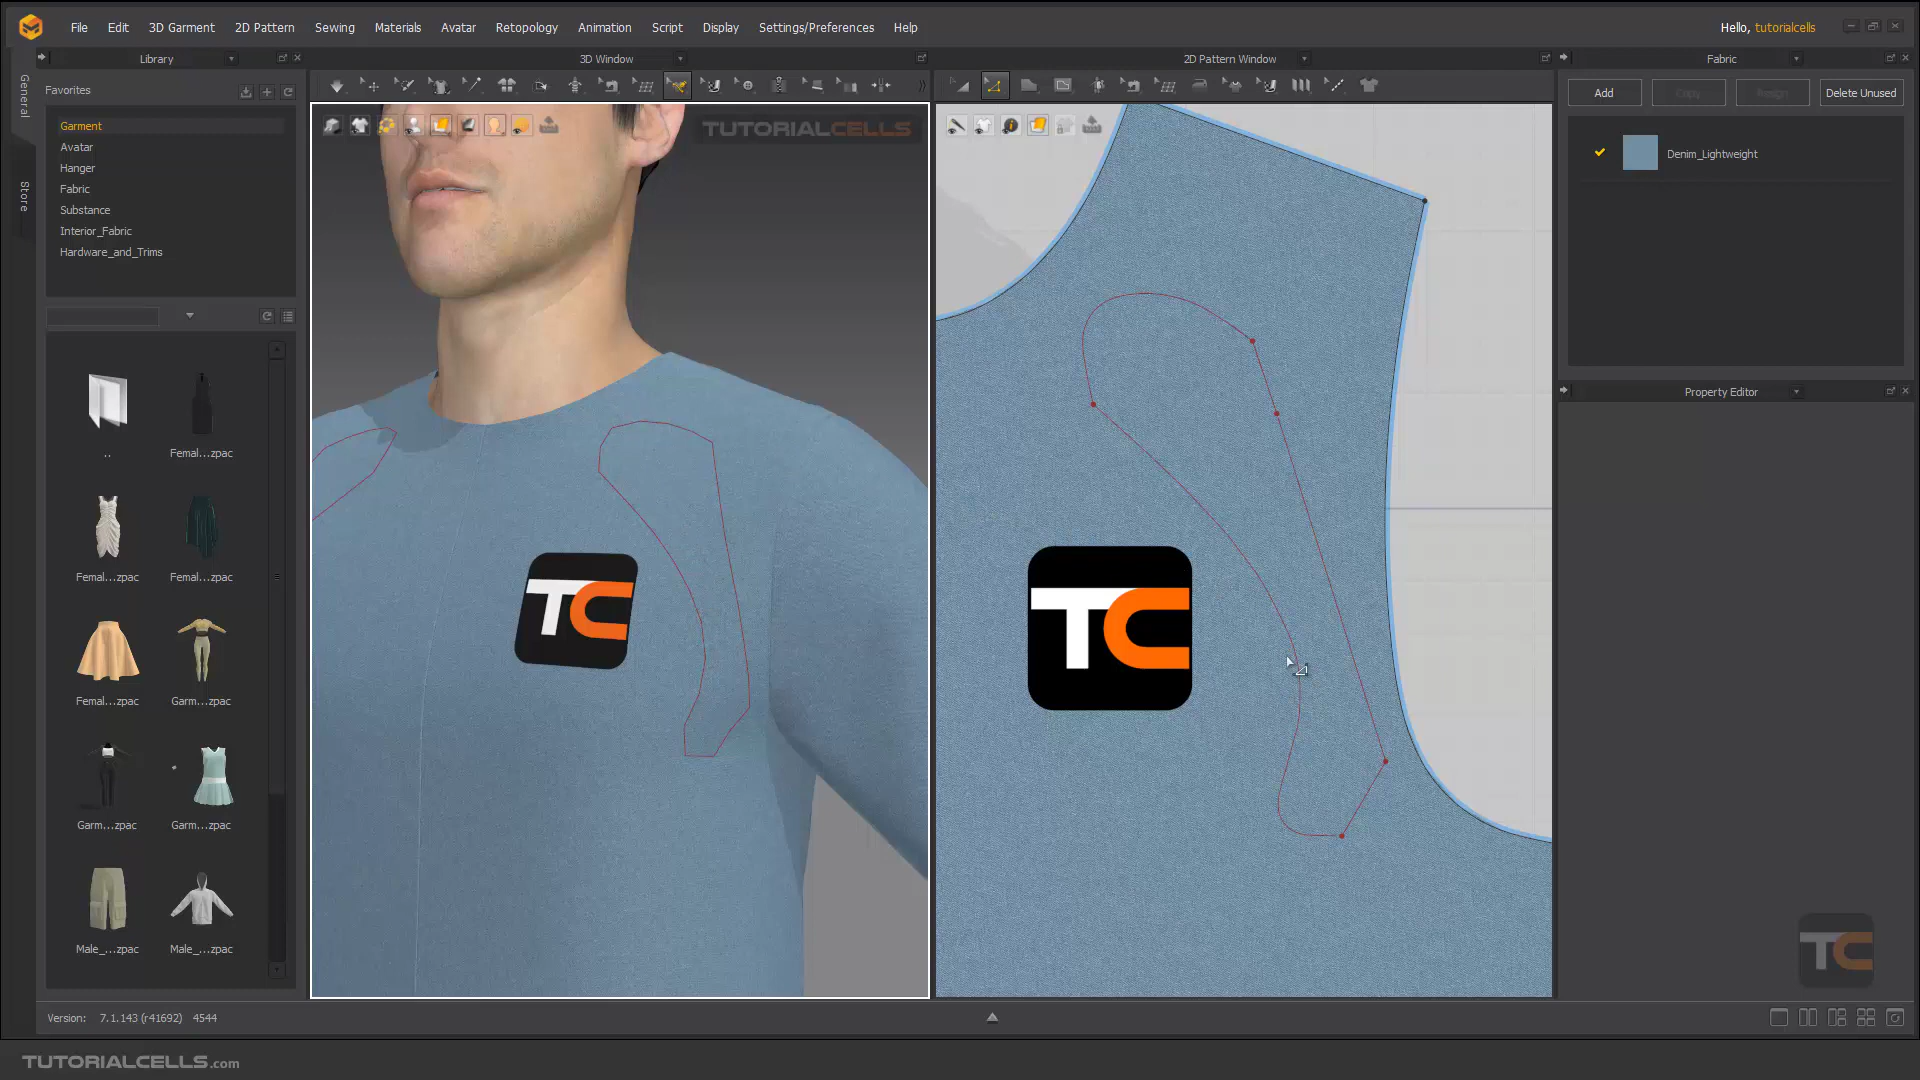 File Edit 3D Garment 2D Pattern Sewing Materials Avatar Retopology Animation Script Display Settings/Preferences Help
Hello, tutorialcells
General
Store
Library
Favorites
Garment
Avatar
Hanger
Fabric
Substance
Interior_Fabric
Hardware_and_Trims
..
Femal...zpac
Femal...zpac
Femal...zpac
Femal...zpac
Garm...zpac
Garm...zpac
Garm...zpac
Male_...zpac
Male_...zpac
3D Window
TUTORIALCELLS
TC
2D Pattern Window
TC
Fabric
Add Copy Assign Delete Unused
Denim_Lightweight
Property Editor
TC
Version: 7.1.143 (r41692) 4544
TUTORIALCELLS.com